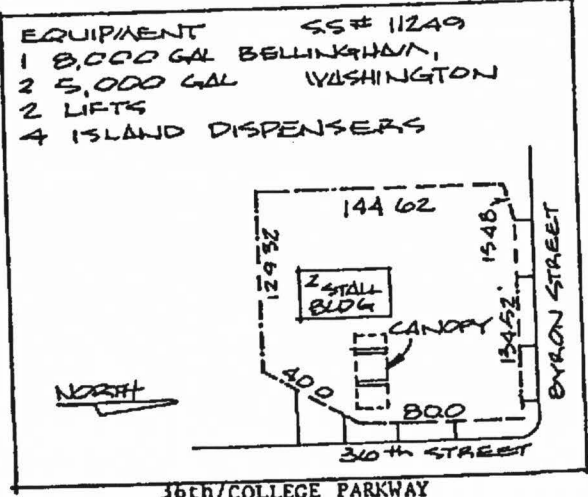 EQUIPMENT SS# 11249
1 8,000 GAL BELLINGHAM,
2 5,000 GAL WASHINGTON
2 LIFTS
4 ISLAND DISPENSERS
144 62
1548
129 32
2 STALL
BLDG
BYRON STREET
134 52'
CANOPY
NORTH
40 0
80 0
36th STREET
36th/COLLEGE PARKWAY